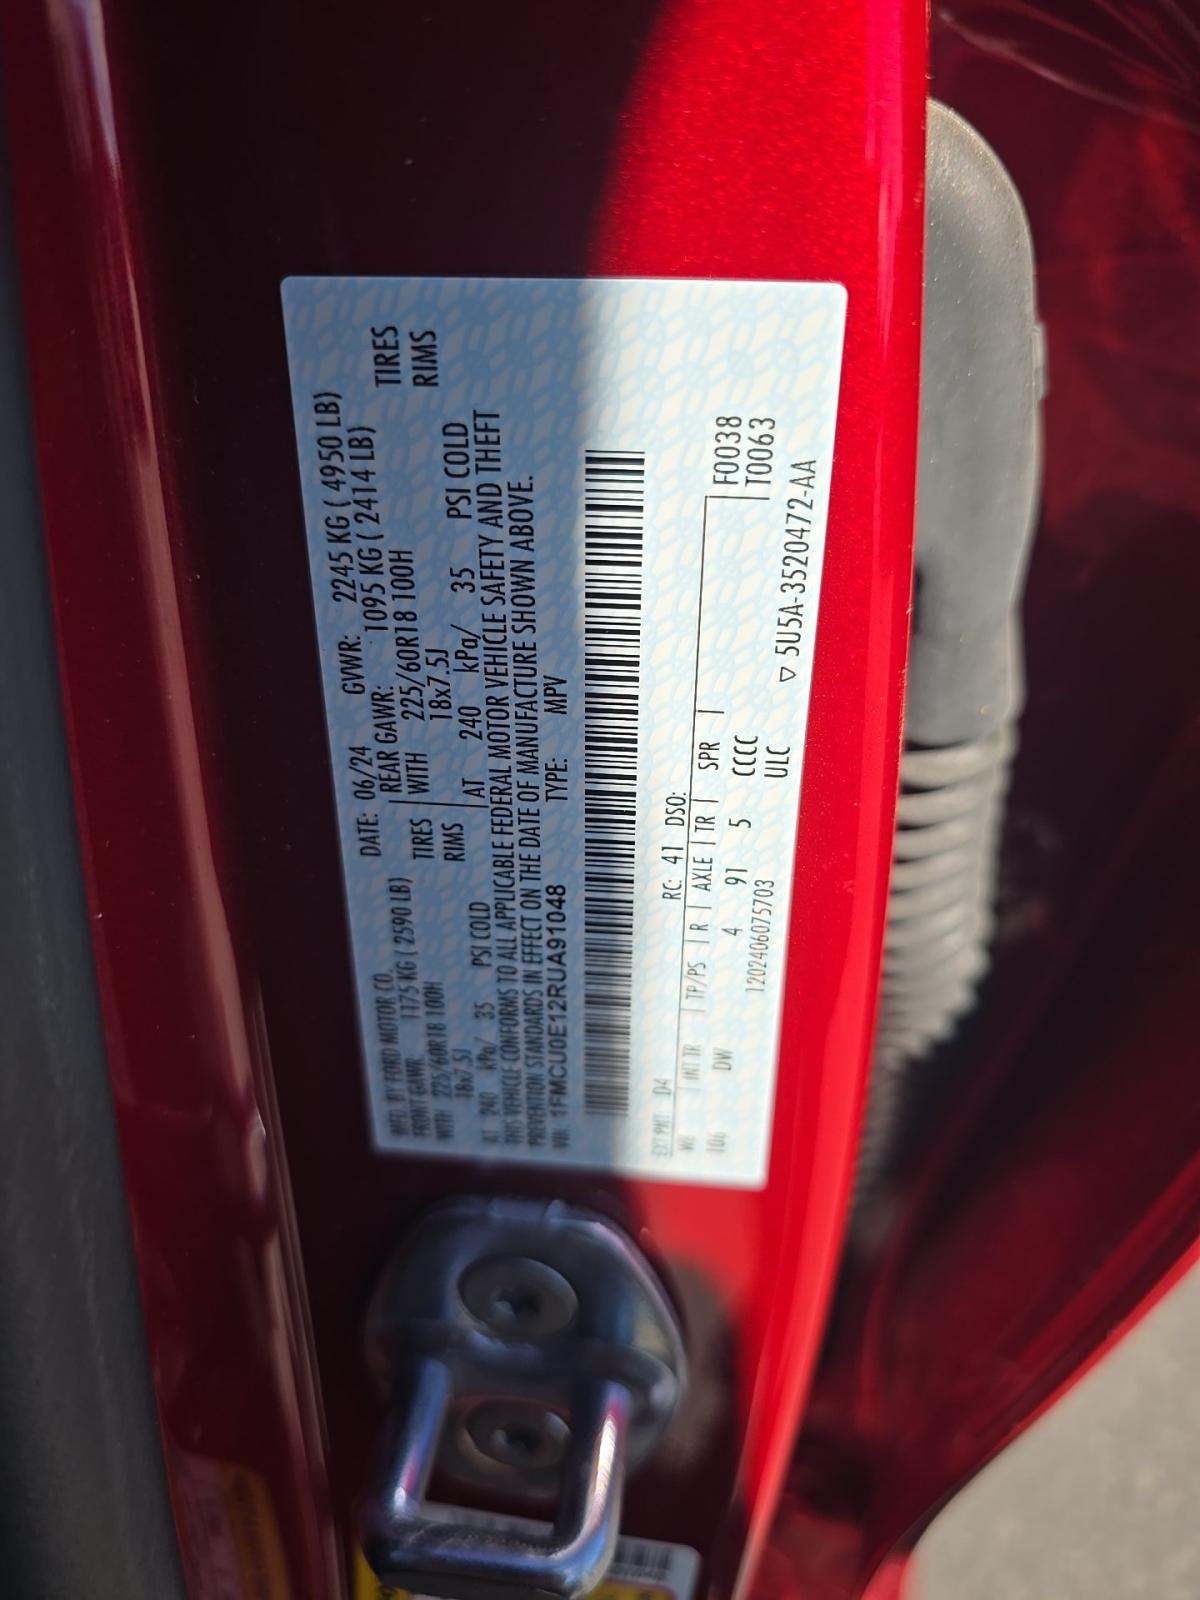 MFD. BY FORD MOTOR CO.
DATE: 06/24 GVWR: 2245 KG ( 4950 LB)
FRONT GAWR: 1175 KG ( 2590 LB) REAR GAWR: 1095 KG ( 2414 LB)
WITH 225/60R18 100H TIRES WITH 225/60R18 100H TIRES
18x7.5J RIMS 18x7.5J RIMS
AT 240 kPa/ 35 PSI COLD AT 240 kPa/ 35 PSI COLD
THIS VEHICLE CONFORMS TO ALL APPLICABLE FEDERAL MOTOR VEHICLE SAFETY AND THEFT
PREVENTION STANDARDS IN EFFECT ON THE DATE OF MANUFACTURE SHOWN ABOVE.
VIN: 1FMCU0E12RUA91048 TYPE: MPV
EXT PNT: D4 RC: 41 DSO:
WB INT TR TP/PS R AXLE TR SPR F0038
106 DW 4 91 5 CCCC T0063
1202406075703 ULC
▽ 5U5A-3520472-AA